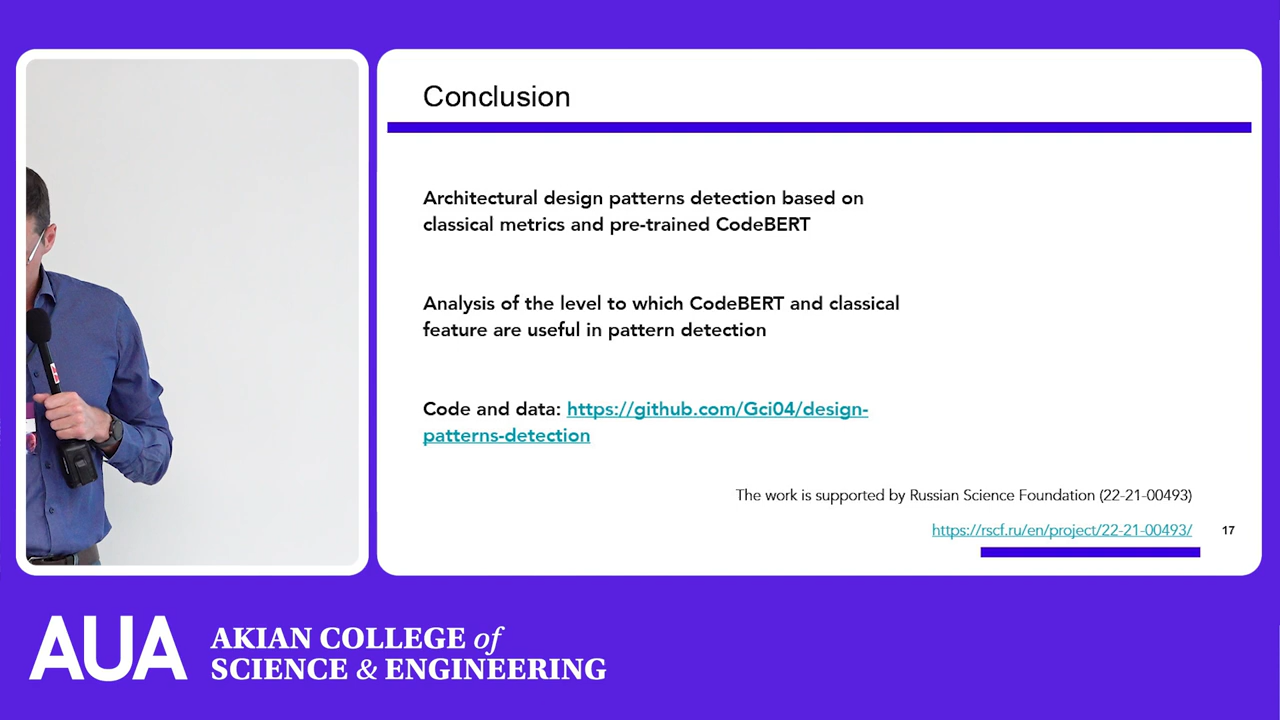 Conclusion
Architectural design patterns detection based on
classical metrics and pre-trained CodeBERT
Analysis of the level to which CodeBERT and classical
feature are useful in pattern detection
Code and data: https://github.com/Gci04/design-
patterns-detection
The work is supported by Russian Science Foundation (22-21-00493)
https://rscf.ru/en/project/22-21-00493/
17
AUA
AKIAN COLLEGE of
SCIENCE & ENGINEERING